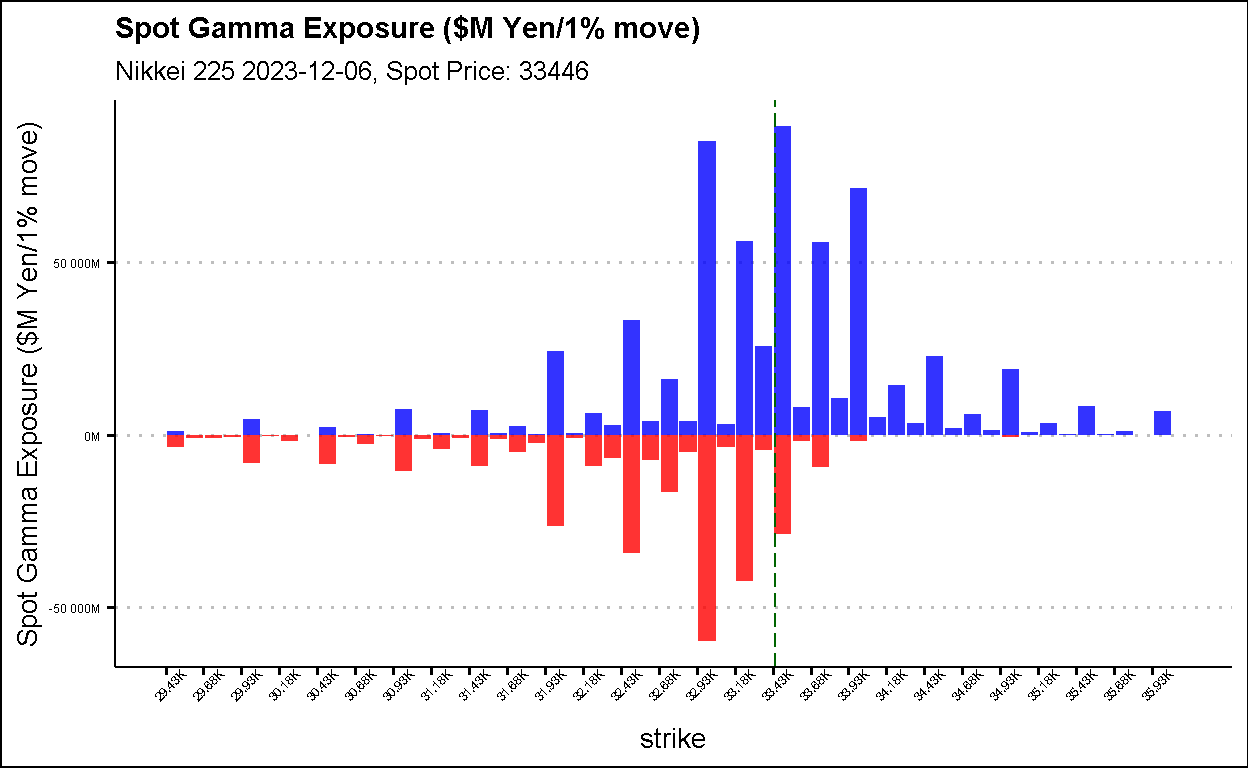 Spot Gamma Exposure ($M Yen/1% move)
Nikkei 225 2023-12-06, Spot Price: 33446
Spot Gamma Exposure ($M Yen/1% move)
50 000M
0M
-50 000M
29.43K 29.68K 29.93K 30.18K 30.43K 30.68K 30.93K 31.18K 31.43K 31.68K 31.93K 32.18K 32.43K 32.68K 32.93K 33.18K 33.43K 33.68K 33.93K 34.18K 34.43K 34.68K 34.93K 35.18K 35.43K 35.68K 35.93K
strike